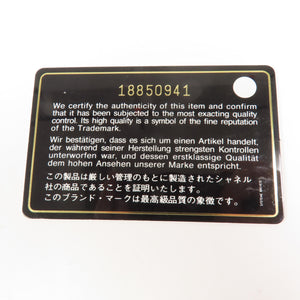 18850941
We certify the authenticity of this item and confirm
that it has been subjected to the most exacting quality
control. Its high quality is a symbol of the fine reputation
of the Trademark.
Wir bestätigen, dass es sich um einen Artikel handelt,
der während seiner Herstellung strengsten Kontrollen
unterworfen war, und dessen erstklassige Qualität
dem hohen Ansehen unserer Marke entspricht.
この製品は厳しい管理のもとに製造されたシャネル
社の商品であることを証明いたします。
このブランド・マークは最高級品質の象徴です。